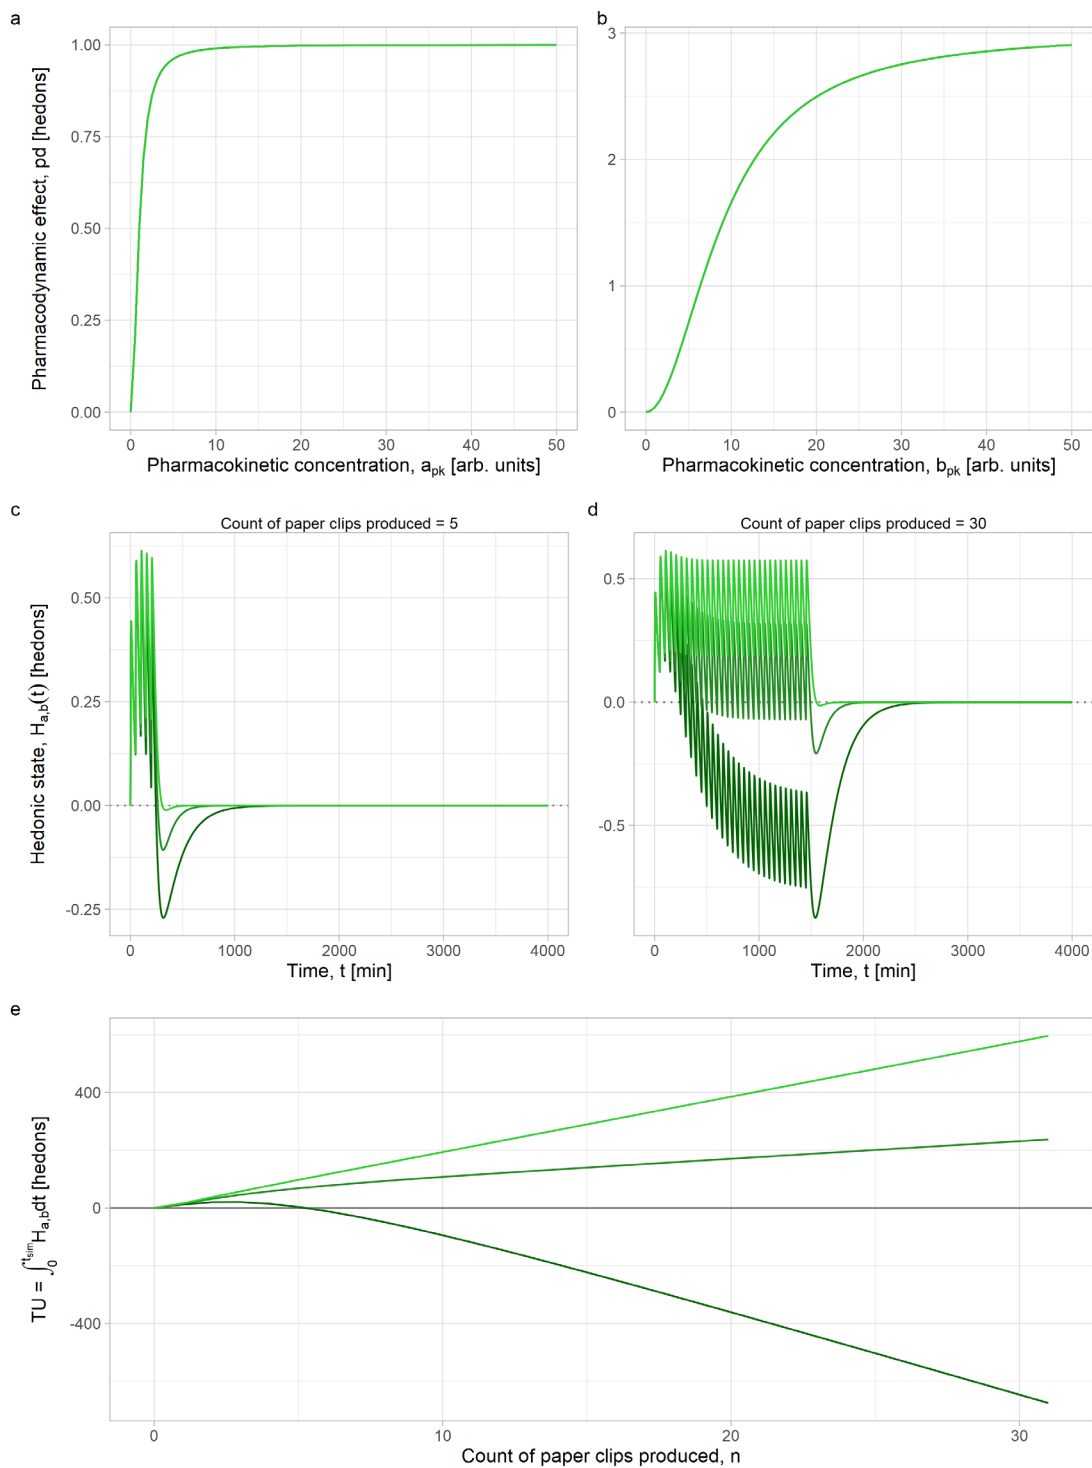 a
b
Pharmacodynamic effect, pd [hedons]
1.00
0.75
0.50
0.25
0.00
0 10 20 30 40 50
Pharmacokinetic concentration, apk [arb. units]
3
2
1
0
0 10 20 30 40 50
Pharmacokinetic concentration, bpk [arb. units]
c
Count of paper clips produced = 5
Hedonic state, Ha,b(t) [hedons]
0.50
0.25
0.00
-0.25
0 1000 2000 3000 4000
Time, t [min]
d
Count of paper clips produced = 30
0.5
0.0
-0.5
0 1000 2000 3000 4000
Time, t [min]
e
TU = ∫0tsim Ha,bdt [hedons]
400
0
-400
0 10 20 30
Count of paper clips produced, n